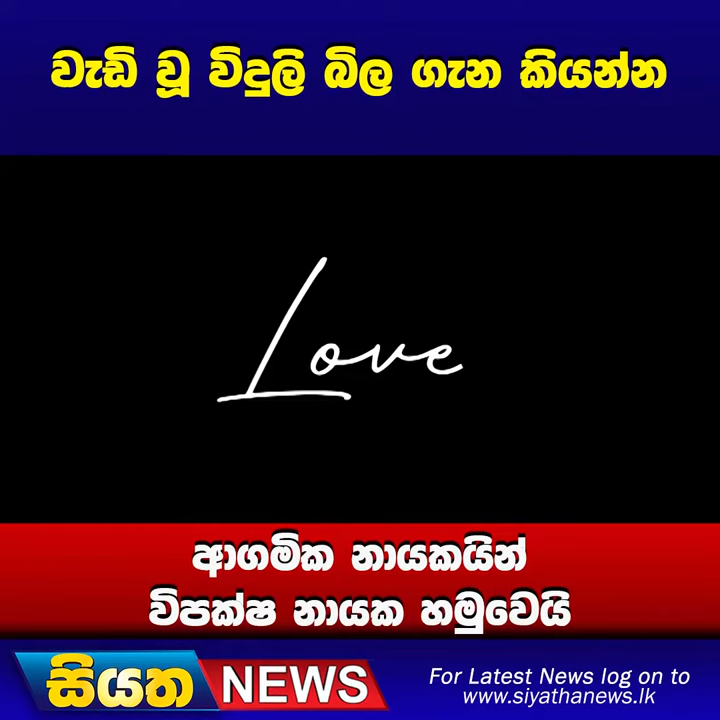 වැඩි වූ විදුලි බිල ගැන කියන්න
Love
ආගමික නායකයින්
විපක්ෂ නායක හමුවෙයි
සියත NEWS
For Latest News log on to
www.siyathanews.lk